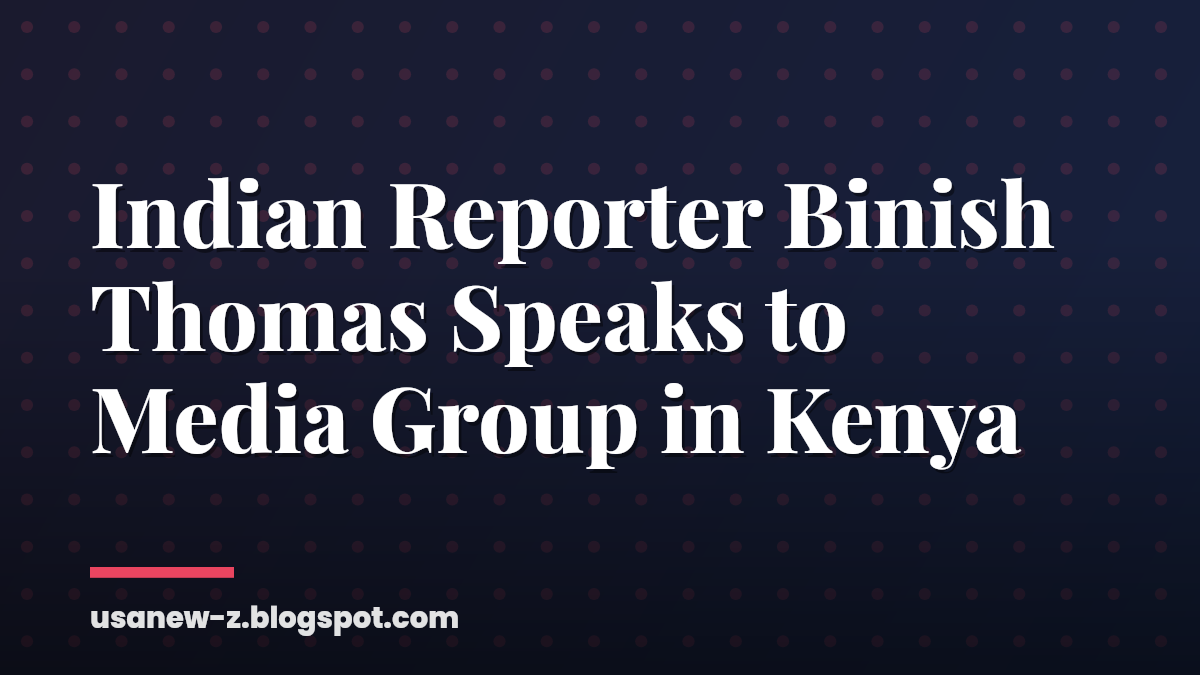 Indian Reporter Binish
Thomas Speaks to
Media Group in Kenya
usanew-z.blogspot.com